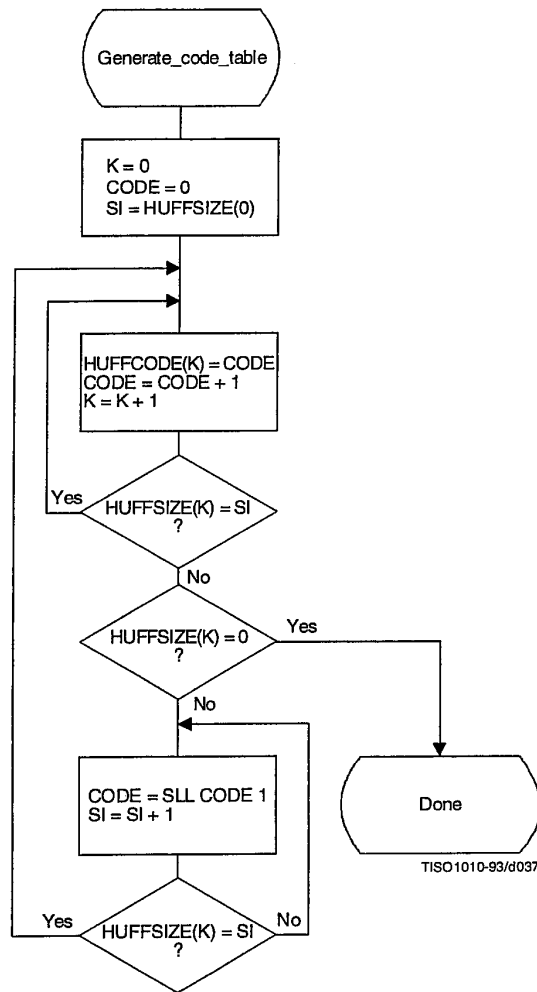 Generate_code_table
K = 0
CODE = 0
SI = HUFFSIZE(0)
HUFFCODE(K) = CODE
CODE = CODE + 1
K = K + 1
Yes
HUFFSIZE(K) = SI
?
No
HUFFSIZE(K) = 0
?
Yes
No
CODE = SLL CODE 1
SI = SI + 1
Done
TISO1010-93/d037
Yes
HUFFSIZE(K) = SI
?
No